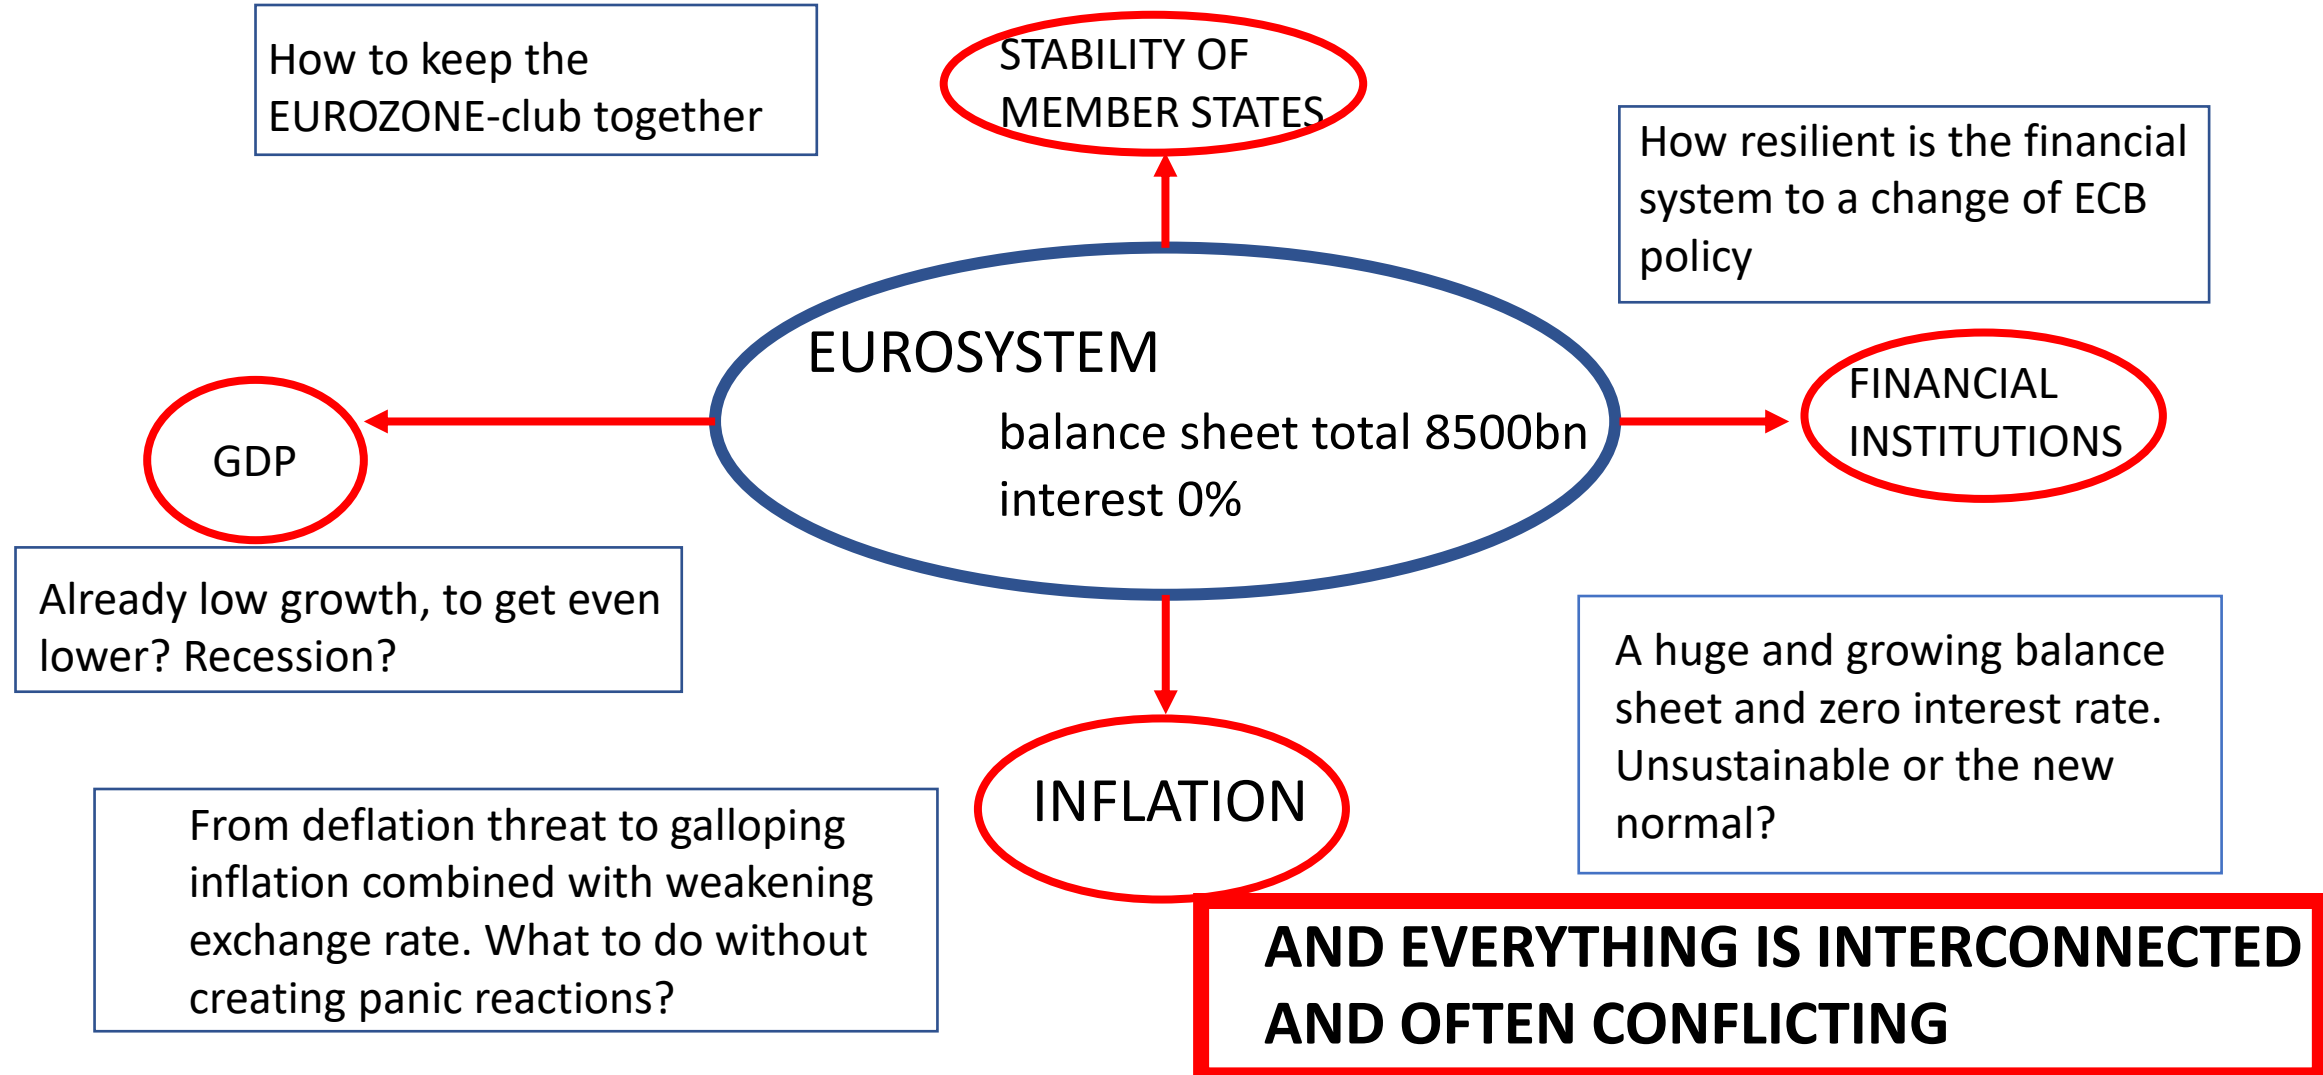 How to keep the
EUROZONE-club together
STABILITY OF
MEMBER STATES
How resilient is the financial
system to a change of ECB
policy
EUROSYSTEM
balance sheet total 8500bn
interest 0%
GDP
FINANCIAL
INSTITUTIONS
Already low growth, to get even
lower? Recession?
A huge and growing balance
sheet and zero interest rate.
Unsustainable or the new
normal?
INFLATION
From deflation threat to galloping
inflation combined with weakening
exchange rate. What to do without
creating panic reactions?
AND EVERYTHING IS INTERCONNECTED
AND OFTEN CONFLICTING